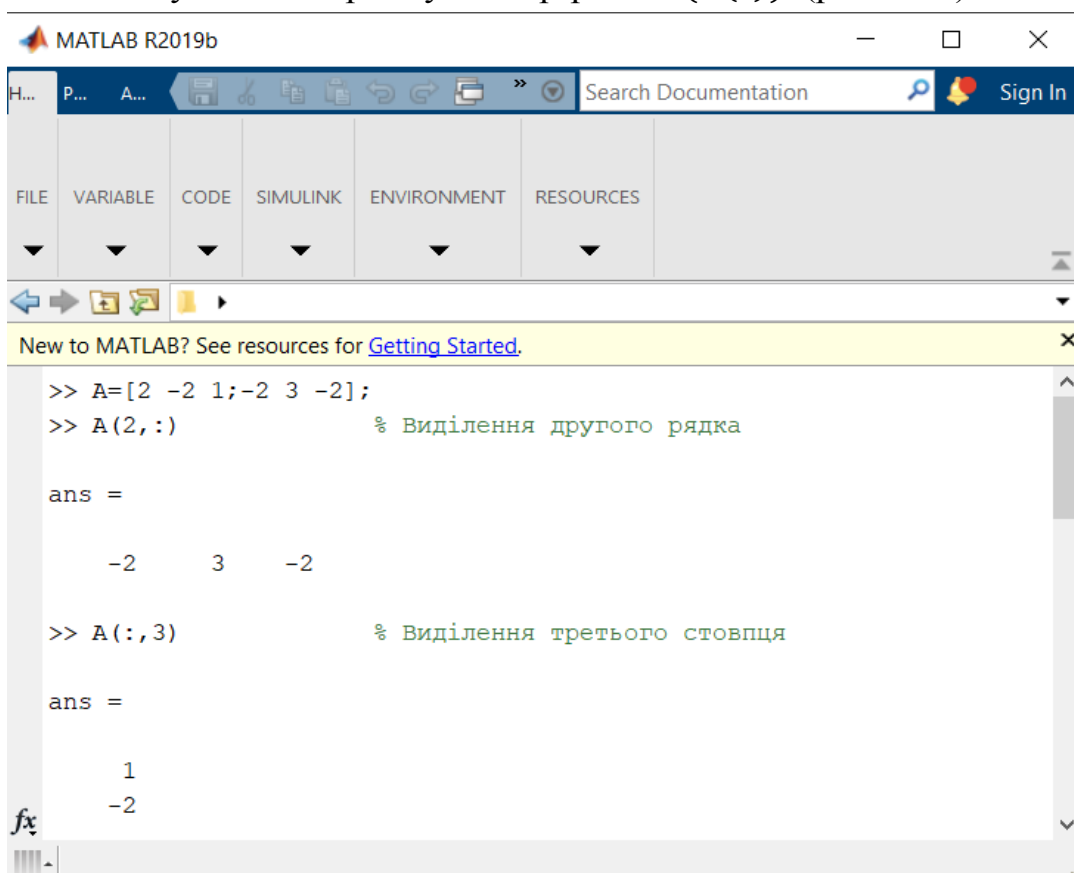 MATLAB R2019b
H... P... A... » Search Documentation Sign In
FILE VARIABLE CODE SIMULINK ENVIRONMENT RESOURCES
New to MATLAB? See resources for Getting Started.
>> A=[2 -2 1;-2 3 -2];
>> A(2,:) % Виділення другого рядка
ans =
-2 3 -2
>> A(:,3) % Виділення третього стовпця
ans =
1
-2
fx